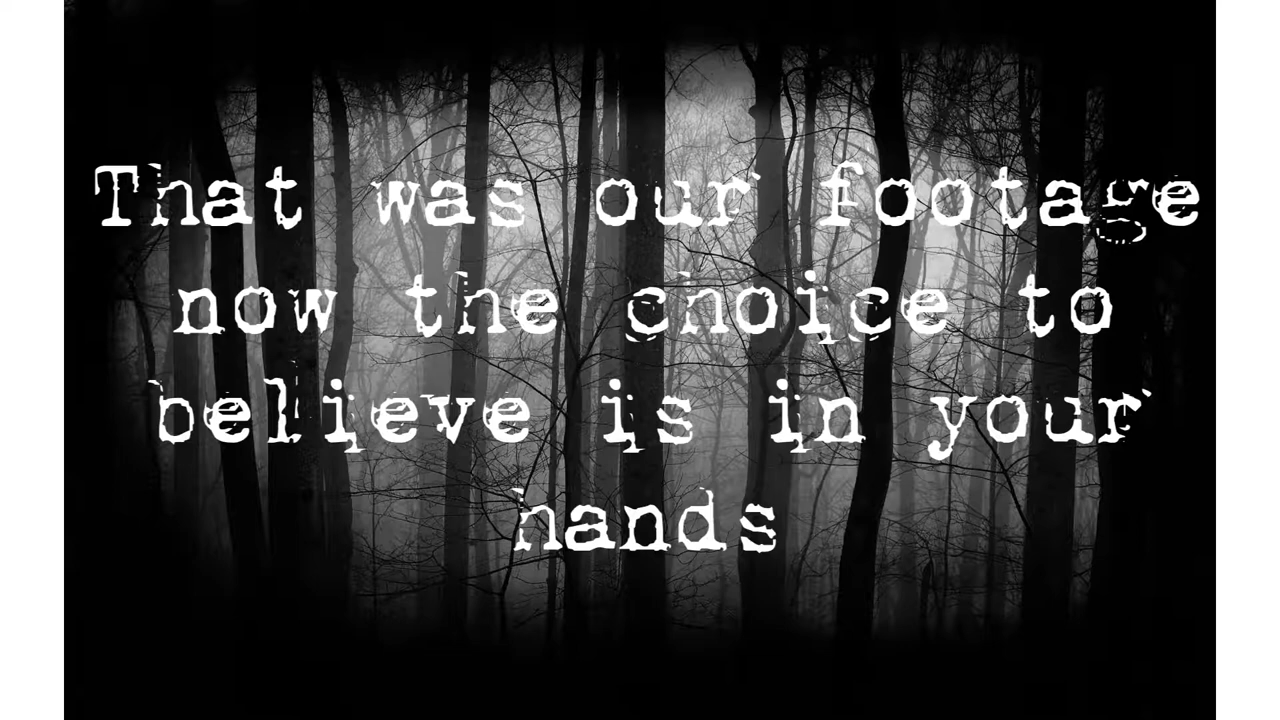 That was our footage
now the choice to
believe is in your
hands